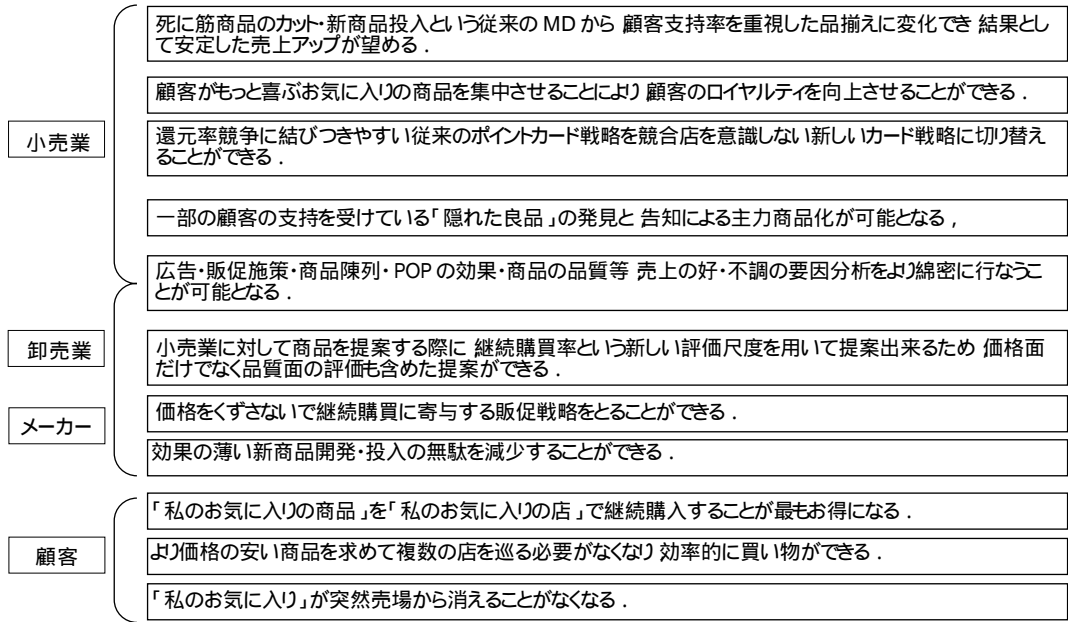 死に筋商品のカット・新商品投入という従来の MD から 顧客支持率を重視した品揃えに変化でき 結果とし
て安定した売上アップが望める .
顧客がもっと喜ぶお気に入りの商品を集中させることにより 顧客のロイヤルティを向上させることができる .
小売業
還元率競争に結びつきやすい従来のポイントカード戦略を競合店を意識しない新しいカード戦略に切り替え
ることができる .
一部の顧客の支持を受けている「隠れた良品」の発見と 告知による主力商品化が可能となる ,
広告・販促施策・商品陳列・POP の効果・商品の品質等 売上の好・不調の要因分析をより綿密に行なうこ
とが可能となる .
卸売業
小売業に対して商品を提案する際に 継続購買率という新しい評価尺度を用いて提案出来るため 価格面
だけでなく品質面の評価も含めた提案ができる .
メーカー
価格をくずさないで継続購買に寄与する販促戦略をとることができる .
効果の薄い新商品開発・投入の無駄を減少することができる .
「私のお気に入りの商品」を「私のお気に入りの店」で継続購入することが最もお得になる .
顧客
より価格の安い商品を求めて複数の店を巡る必要がなくなり 効率的に買い物ができる .
「私のお気に入り」が突然売場から消えることがなくなる .